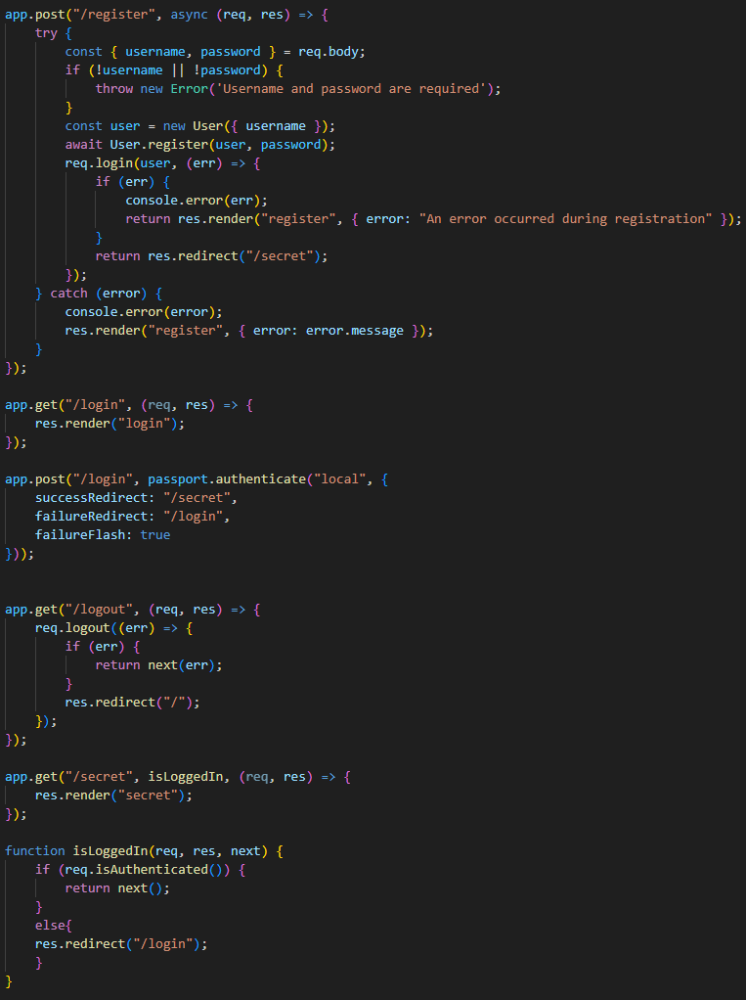 app.post("/register", async (req, res) => {
    try {
        const { username, password } = req.body;
        if (!username || !password) {
            throw new Error('Username and password are required');
        }
        const user = new User({ username });
        await User.register(user, password);
        req.login(user, (err) => {
            if (err) {
                console.error(err);
                return res.render("register", { error: "An error occurred during registration" });
            }
            return res.redirect("/secret");
        });
    } catch (error) {
        console.error(error);
        res.render("register", { error: error.message });
    }
});

app.get("/login", (req, res) => {
    res.render("login");
});

app.post("/login", passport.authenticate("local", {
    successRedirect: "/secret",
    failureRedirect: "/login",
    failureFlash: true
}));


app.get("/logout", (req, res) => {
    req.logout((err) => {
        if (err) {
            return next(err);
        }
        res.redirect("/");
    });
});

app.get("/secret", isLoggedIn, (req, res) => {
    res.render("secret");
});

function isLoggedIn(req, res, next) {
    if (req.isAuthenticated()) {
        return next();
    }
    else{
    res.redirect("/login");
    }
}